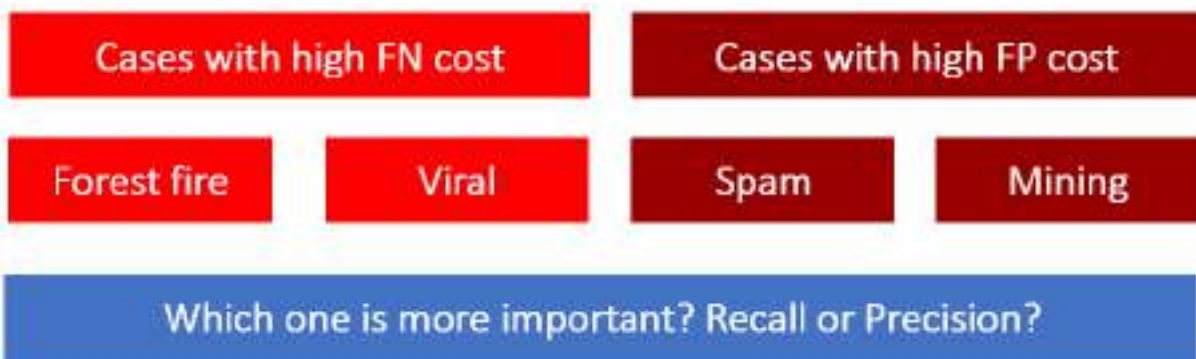 Cases with high FN cost
Cases with high FP cost
Forest fire
Viral
Spam
Mining
Which one is more important? Recall or Precision?